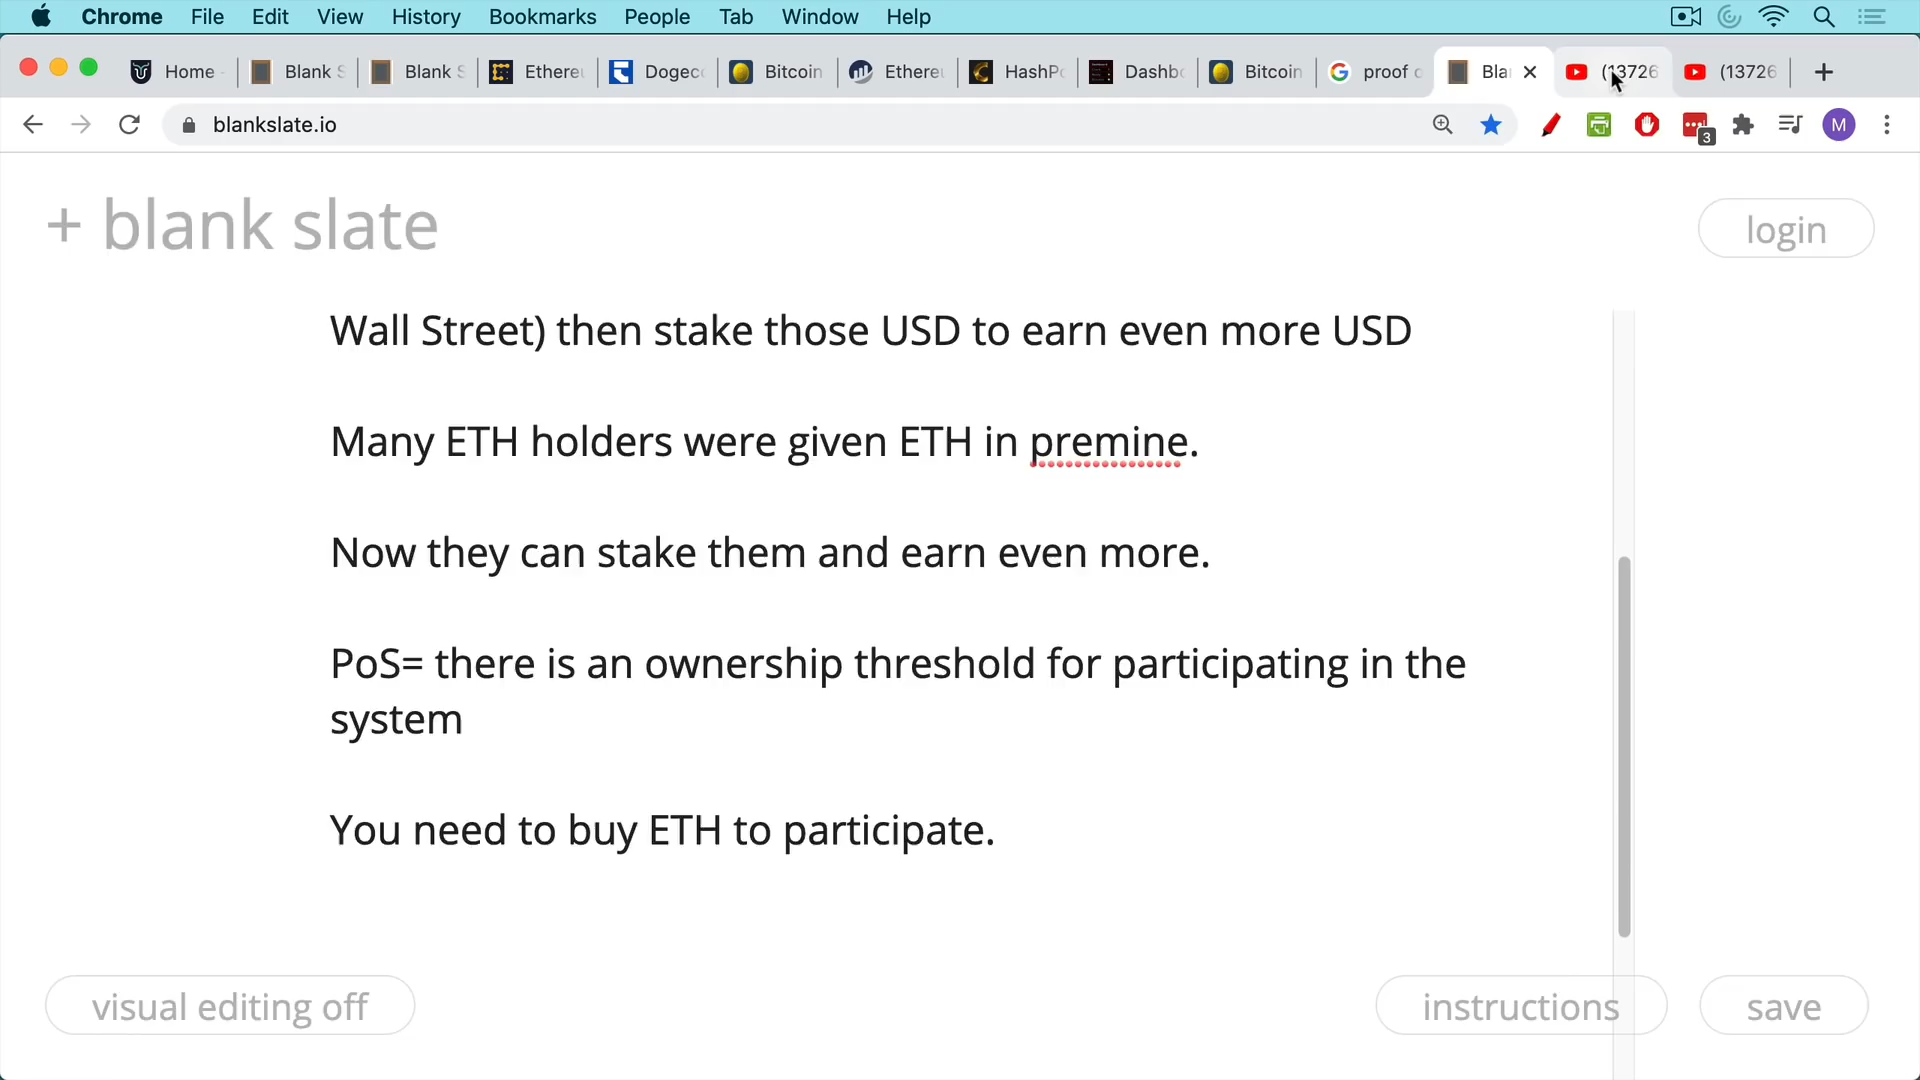 Chrome File Edit View History Bookmarks People Tab Window Help
Home Blank S Blank S Ethere Dogec Bitcoin Ethere HashP Dashb Bitcoin proof Bla (13726 (13726
blankslate.io
3 M
+ blank slate
login
Wall Street) then stake those USD to earn even more USD
Many ETH holders were given ETH in premine.
Now they can stake them and earn even more.
PoS= there is an ownership threshold for participating in the
system
You need to buy ETH to participate.
visual editing off
instructions
save